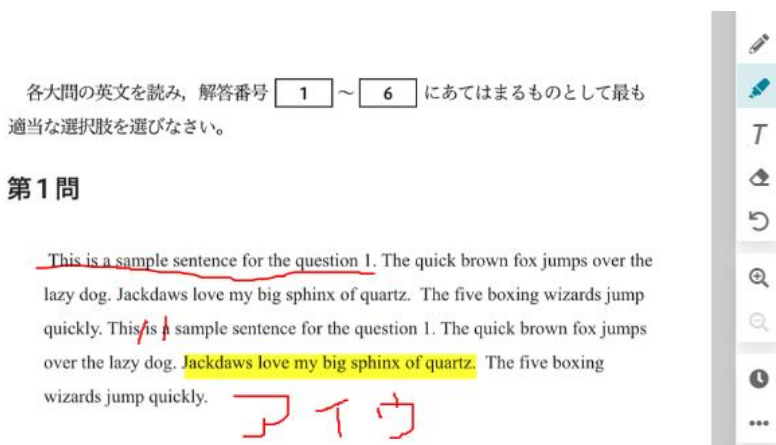 各大問の英文を読み，解答番号 1 ～ 6 にあてはまるものとして最も
適当な選択肢を選びなさい。
第1問
This is a sample sentence for the question 1. The quick brown fox jumps over the
lazy dog. Jackdaws love my big sphinx of quartz. The five boxing wizards jump
quickly. This is a sample sentence for the question 1. The quick brown fox jumps
over the lazy dog. Jackdaws love my big sphinx of quartz. The five boxing
wizards jump quickly.
アイウ
T